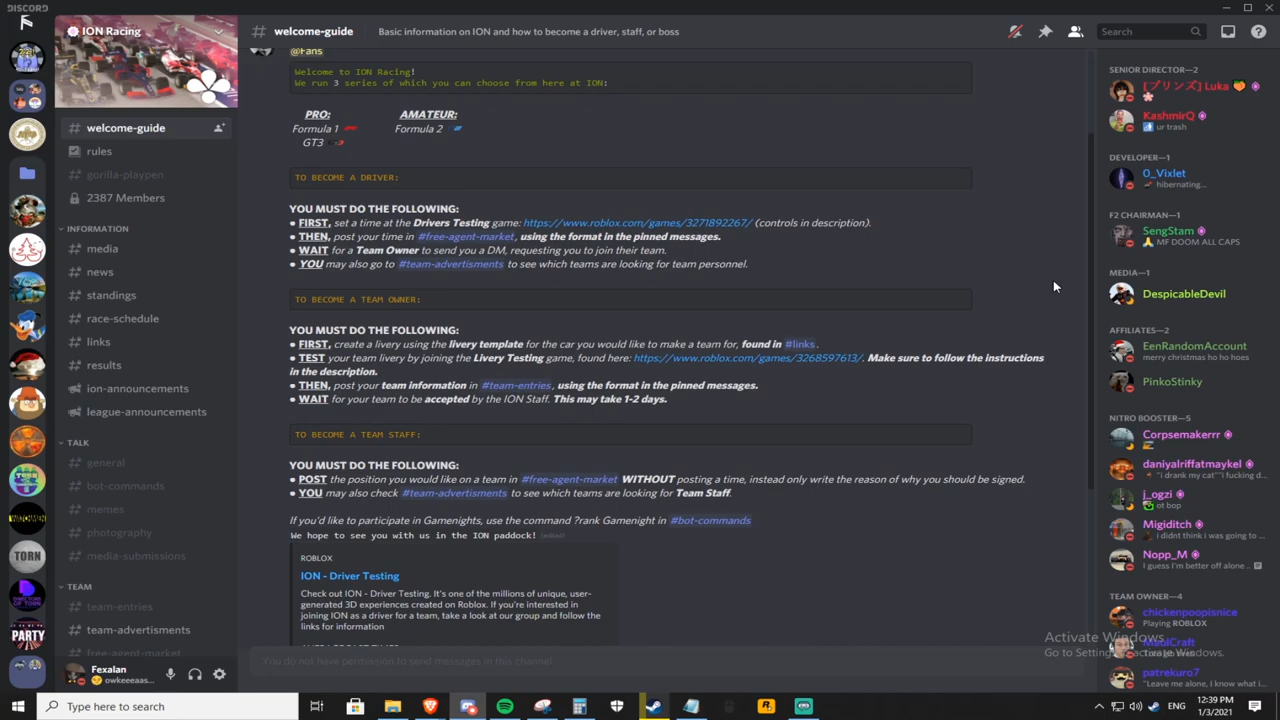 DISCORD
ION Racing
# welcome-guide
Basic information on ION and how to become a driver, staff, or boss
Search
welcome-guide
rules
gorilla-playpen
2387 Members
INFORMATION
media
news
standings
race-schedule
links
results
ion-announcements
league-announcements
TALK
general
bot-commands
memes
photography
media-submissions
TEAM
team-entries
team-advertisments
free-agent-market
Fexalan
owkeeeaas...
WATCHMEN
TORN
PARTY
@Fans
Welcome to ION Racing!
We run 3 series of which you can choose from here at ION:
PRO: AMATEUR:
Formula 1 Formula 2
GT3
TO BECOME A DRIVER:
YOU MUST DO THE FOLLOWING:
● FIRST, set a time at the Drivers Testing game: https://www.roblox.com/games/3271892267/ (controls in description).
● THEN, post your time in #free-agent-market, using the format in the pinned messages.
● WAIT for a Team Owner to send you a DM, requesting you to join their team.
● YOU may also go to #team-advertisments to see which teams are looking for team personnel.
TO BECOME A TEAM OWNER:
YOU MUST DO THE FOLLOWING:
● FIRST, create a livery using the livery template for the car you would like to make a team for, found in #links.
● TEST your team livery by joining the Livery Testing game, found here: https://www.roblox.com/games/3268597613/. Make sure to follow the instructions
in the description.
● THEN, post your team information in #team-entries, using the format in the pinned messages.
● WAIT for your team to be accepted by the ION Staff. This may take 1-2 days.
TO BECOME A TEAM STAFF:
YOU MUST DO THE FOLLOWING:
● POST the position you would like on a team in #free-agent-market WITHOUT posting a time, instead only write the reason of why you should be signed.
● YOU may also check #team-advertisments to see which teams are looking for Team Staff.
If you'd like to participate in Gamenights, use the command ?rank Gamenight in #bot-commands
We hope to see you with us in the ION paddock! (edited)
ROBLOX
ION - Driver Testing
Check out ION - Driver Testing. It's one of the millions of unique, user-
generated 3D experiences created on Roblox. If you're interested in
joining ION as a driver for a team, take a look at our group and follow the
links for information
You do not have permission to send messages in this channel.
SENIOR DIRECTOR—2
[プリンズ] Luka
KashmirQ
ur trash
DEVELOPER—1
0_Vixlet
hibernating...
F2 CHAIRMAN—1
SengStam
MF DOOM ALL CAPS
MEDIA—1
DespicableDevil
AFFILIATES—2
EenRandomAccount
merry christmas ho hoes
PinkoStinky
NITRO BOOSTER—5
Corpsemakerrr
daniyalriffatmaykel
"i drank my cat""I fucking d...
j_ogzi
ot bop
Migiditch
i didnt think i was going to ...
Nopp_M
I guess I'm better off alone ..
TEAM OWNER—4
chickenpoopisnice
Playing ROBLOX
MaulCraft
patrekuro7
"Leave me alone, I know what i...
Activate Windows
Go to Settings to activate Windows.
Type here to search
12:39 PM
1/3/2021